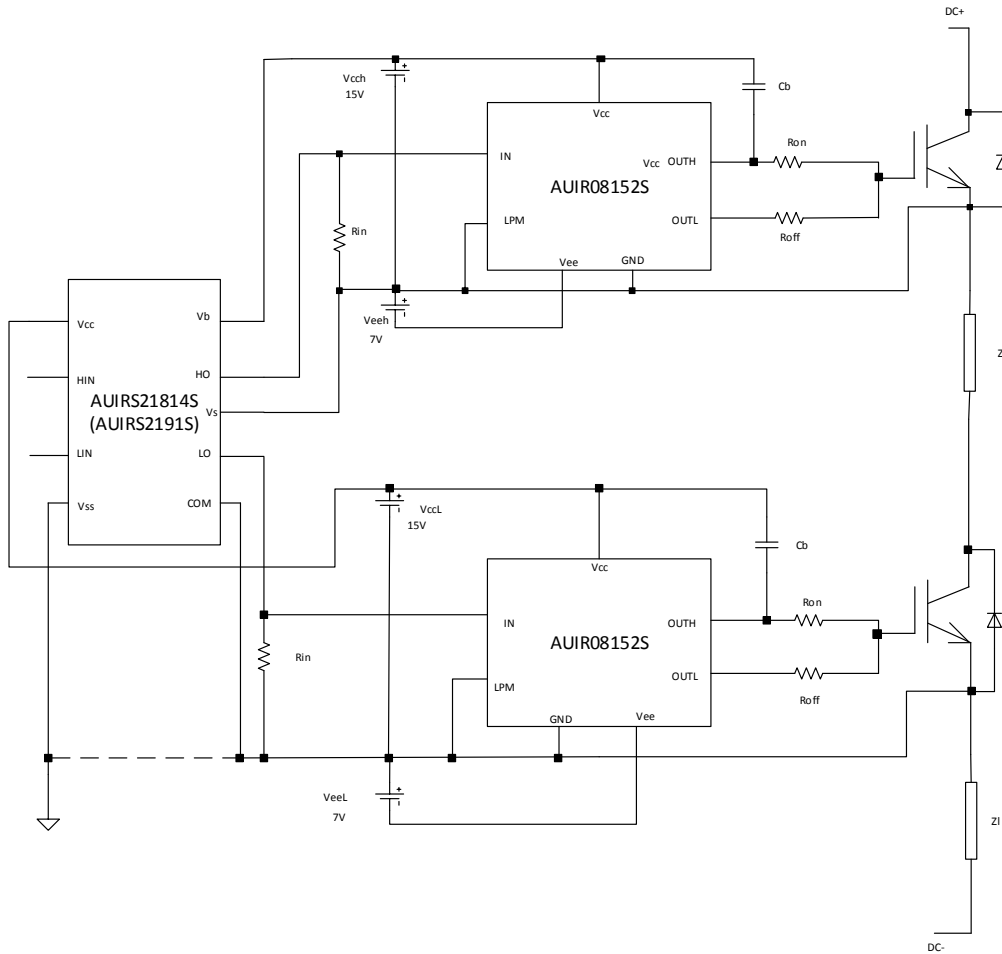 DC+
Vcch
15V
Cb
Vcc
Ron
IN
Vcc
OUTH
AUIR08152S
LPM
OUTL
Rin
Roff
Vee
GND
Veeh
7V
Vcc
Vb
HIN
HO
AUIRS21814S
(AUIRS2191S)
Vs
LIN
LO
Vss
COM
Z
VccL
15V
Cb
Vcc
Ron
IN
OUTH
AUIR08152S
Rin
OUTL
LPM
Roff
GND
Vee
VeeL
7V
Zl
DC-